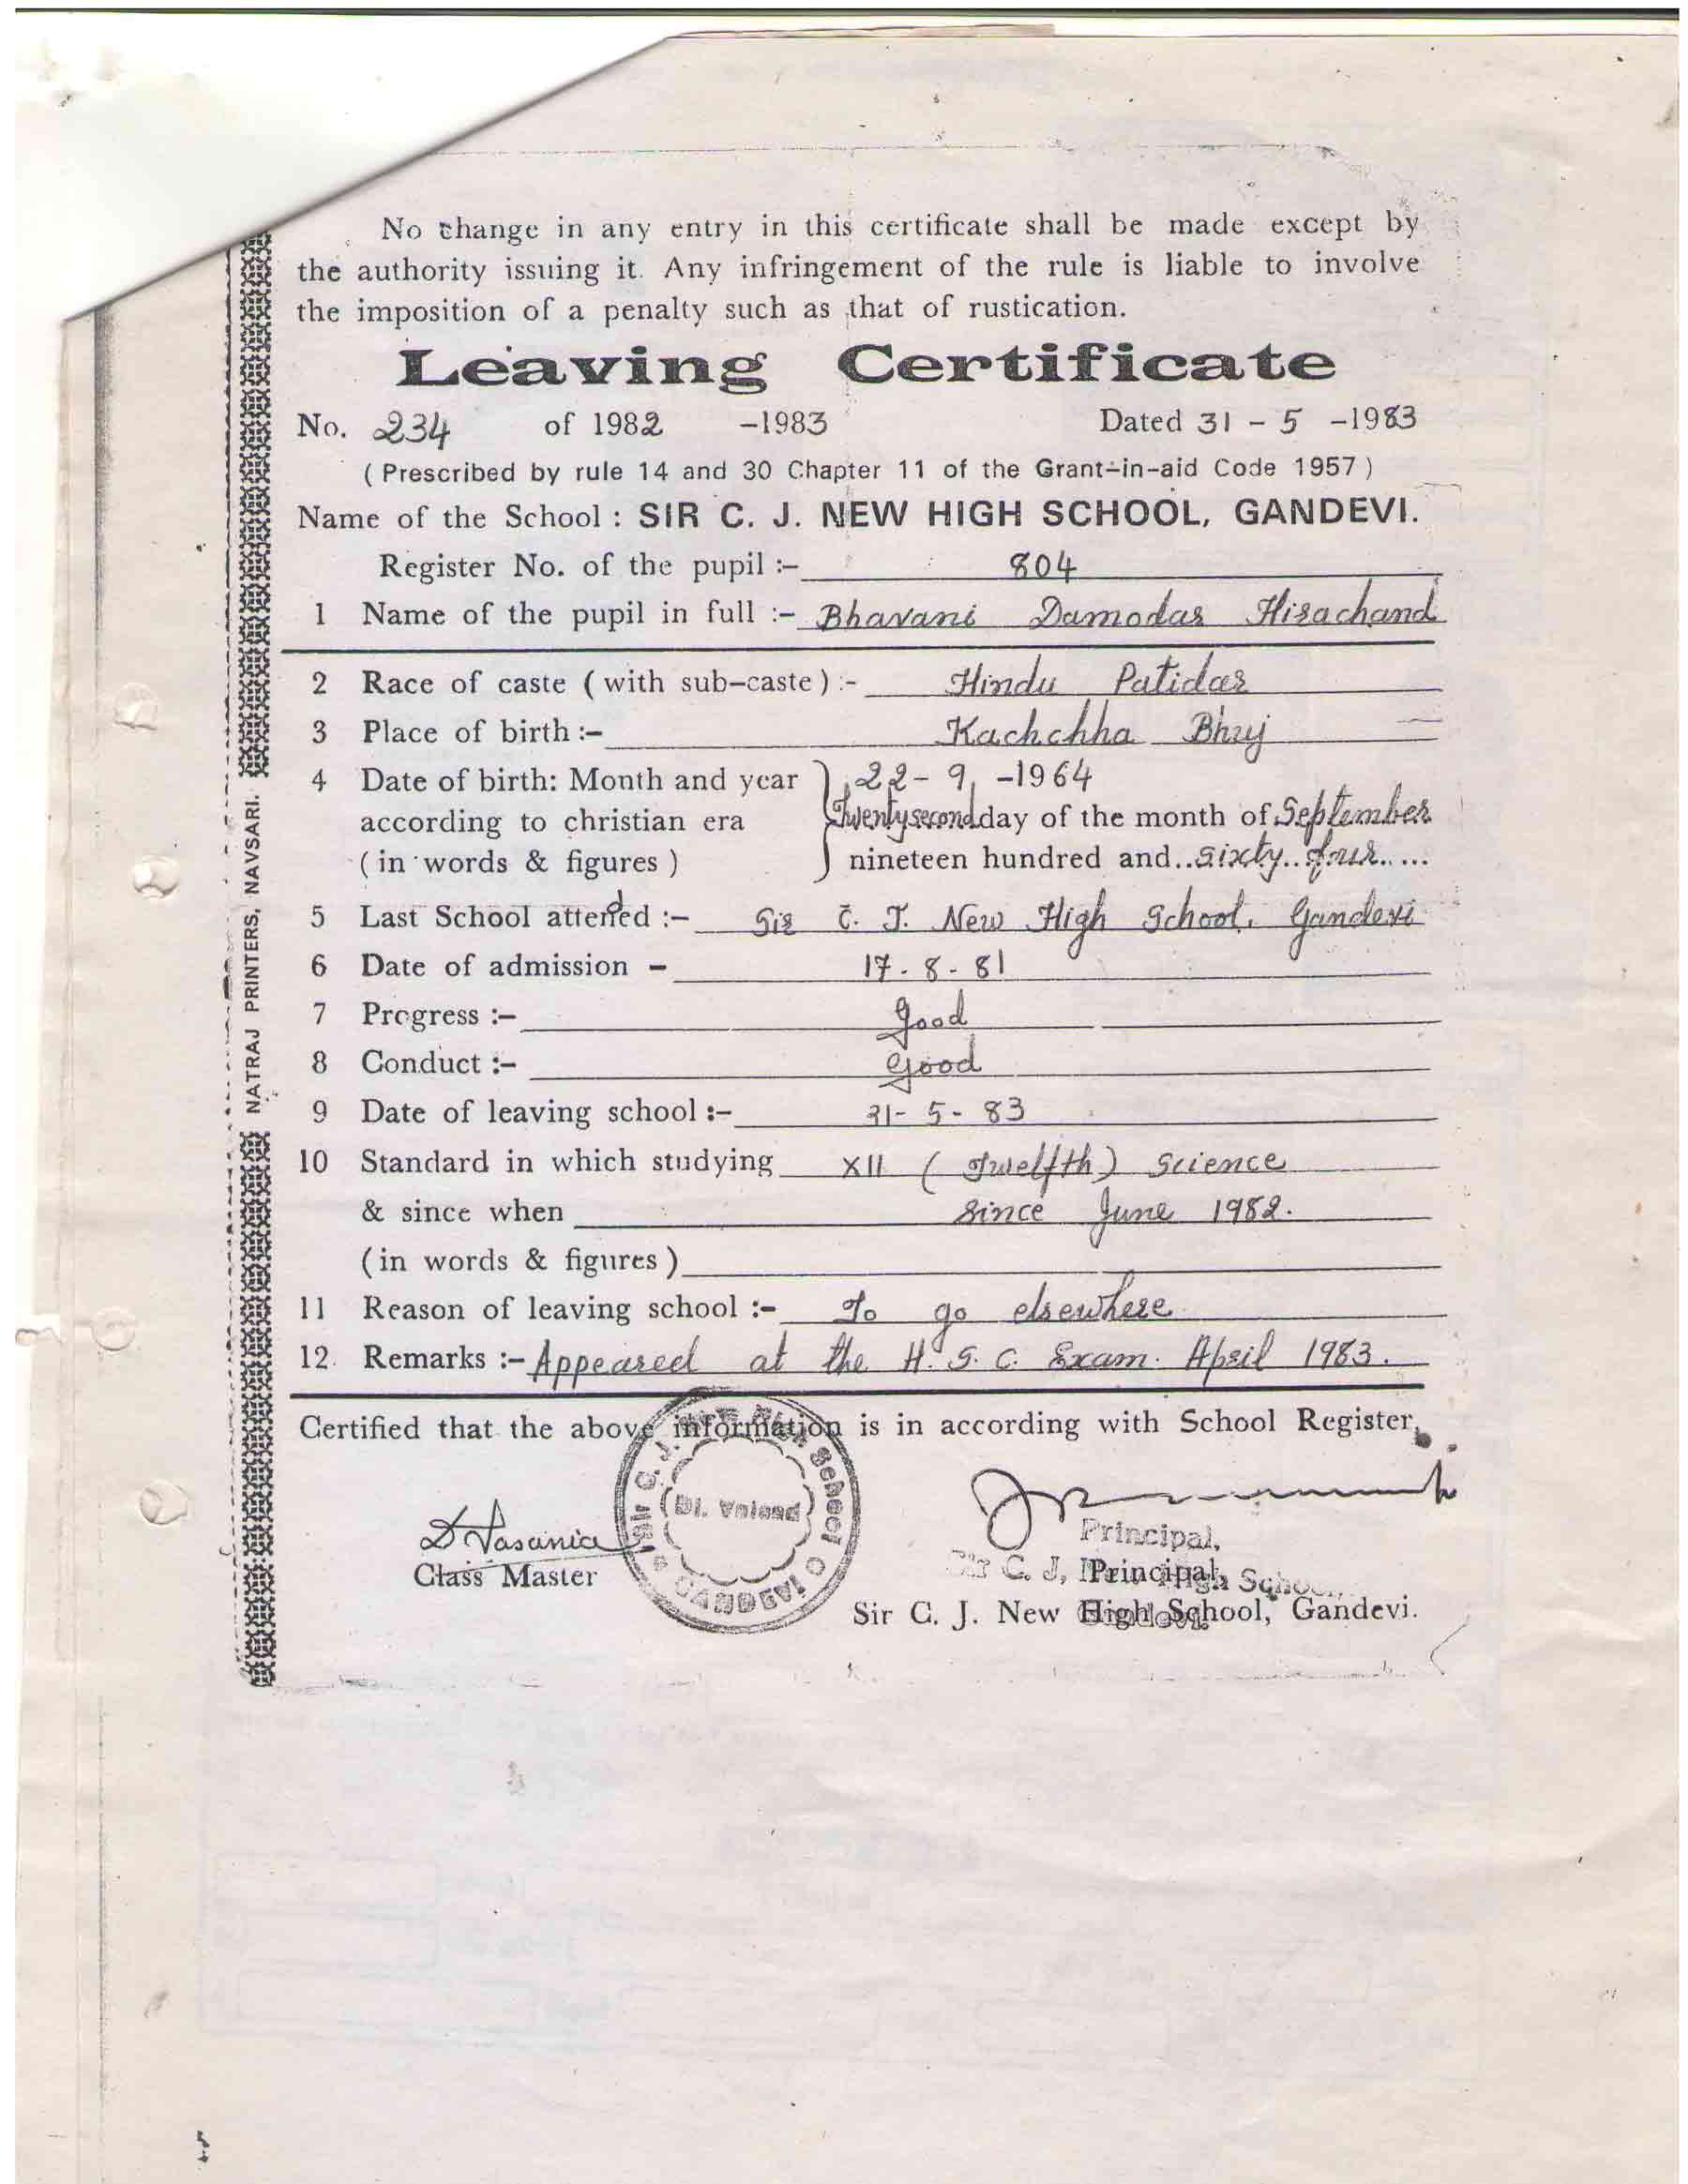 No change in any entry in this certificate shall be made except by
the authority issuing it. Any infringement of the rule is liable to involve
the imposition of a penalty such as that of rustication.
Leaving Certificate
No. 234 of 1982 -1983 Dated 31 - 5 -1983
( Prescribed by rule 14 and 30 Chapter 11 of the Grant-in-aid Code 1957 )
Name of the School : SIR C. J. NEW HIGH SCHOOL, GANDEVI.
Register No. of the pupil :- 804
1 Name of the pupil in full :- Bhavani Damodar Hirachand
2 Race of caste ( with sub-caste ) :- Hindu Patidar
3 Place of birth :- Kachchha Bhuj
4 Date of birth: Month and year 22 - 9 -1964
according to christian era Twenty second day of the month of September
( in words & figures ) nineteen hundred and..sixty..four.....
5 Last School attended :- Sir C. J. New High School, Gandevi
6 Date of admission - 17 - 8 - 81
7 Progress :- good
8 Conduct :- good
9 Date of leaving school :- 31 - 5 - 83
10 Standard in which studying XII ( Twelfth ) Science
& since when Since June 1982.
( in words & figures )
11 Reason of leaving school :- To go elsewhere
12. Remarks :- Appeared at the H. S. C. Exam. April 1983.
Certified that the above information is in according with School Register.
Sir C. J. New High School
Di. Valsad
GANDEVI
D Vasania
Class Master
Principal,
Sir C. J. New High School,
Gandevi.
Principal,
Sir C. J. New High School, Gandevi.
NATRAJ PRINTERS, NAVSARI.